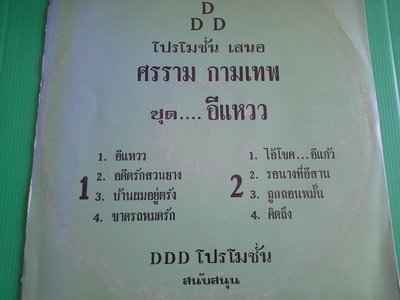 D
D D
โปรโมชั่น เสนอ
ศรราม กามเทพ
ชุด.... อีแหวว
1
1. อีแหวว
2. อดีตรักสวนยาง
3. บ้านผมอยู่ตรัง
4. ขาดรถหมดรัก
2
1. ไอ้โชค...อีแก้ว
2. รอนางที่อีสาน
3. ถูกถอนหมั้น
4. คิดถึง
DDD โปรโมชั่น
สนับสนุน